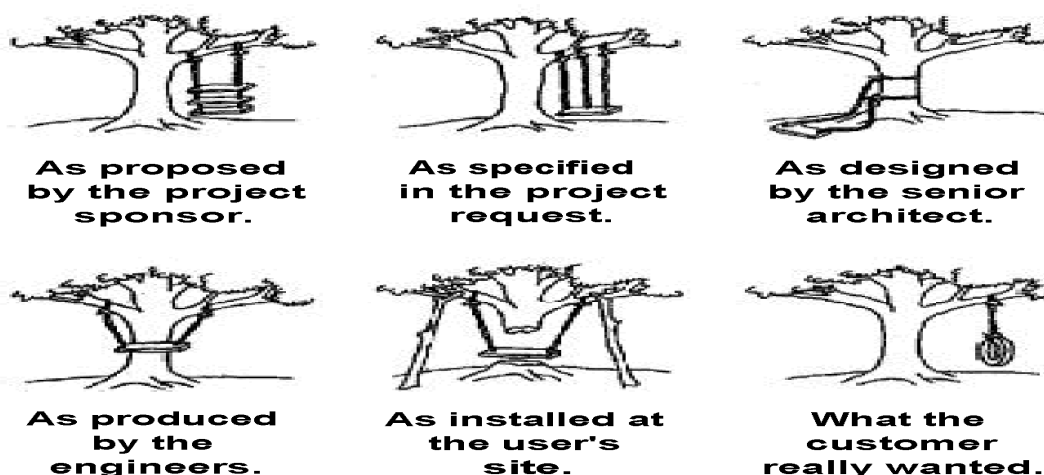 As proposed
by the project
sponsor.
As specified
in the project
request.
As designed
by the senior
architect.
As produced
by the
engineers.
As installed at
the user's
site.
What the
customer
really wanted.